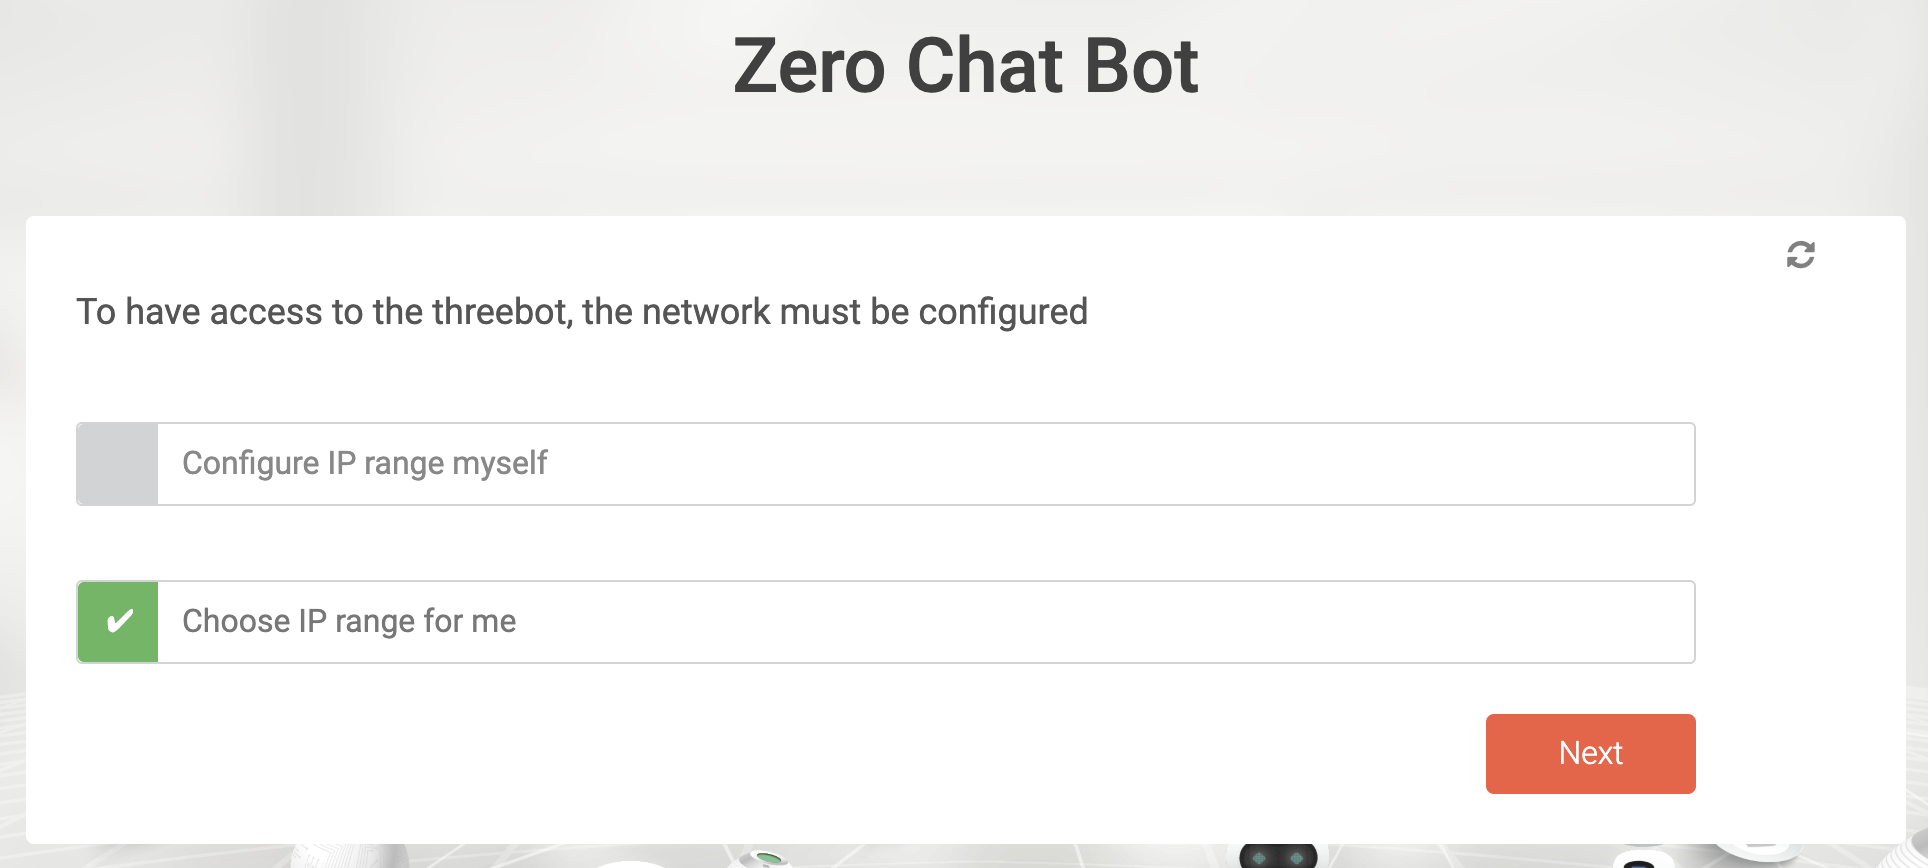 Zero Chat Bot
To have access to the threebot, the network must be configured
Configure IP range myself
Choose IP range for me
Next